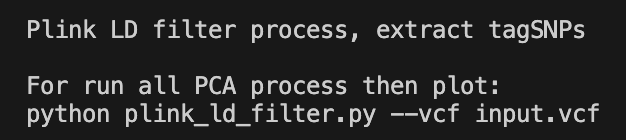 Plink LD filter process, extract tagSNPs
For run all PCA process then plot:
python plink_ld_filter.py --vcf input.vcf